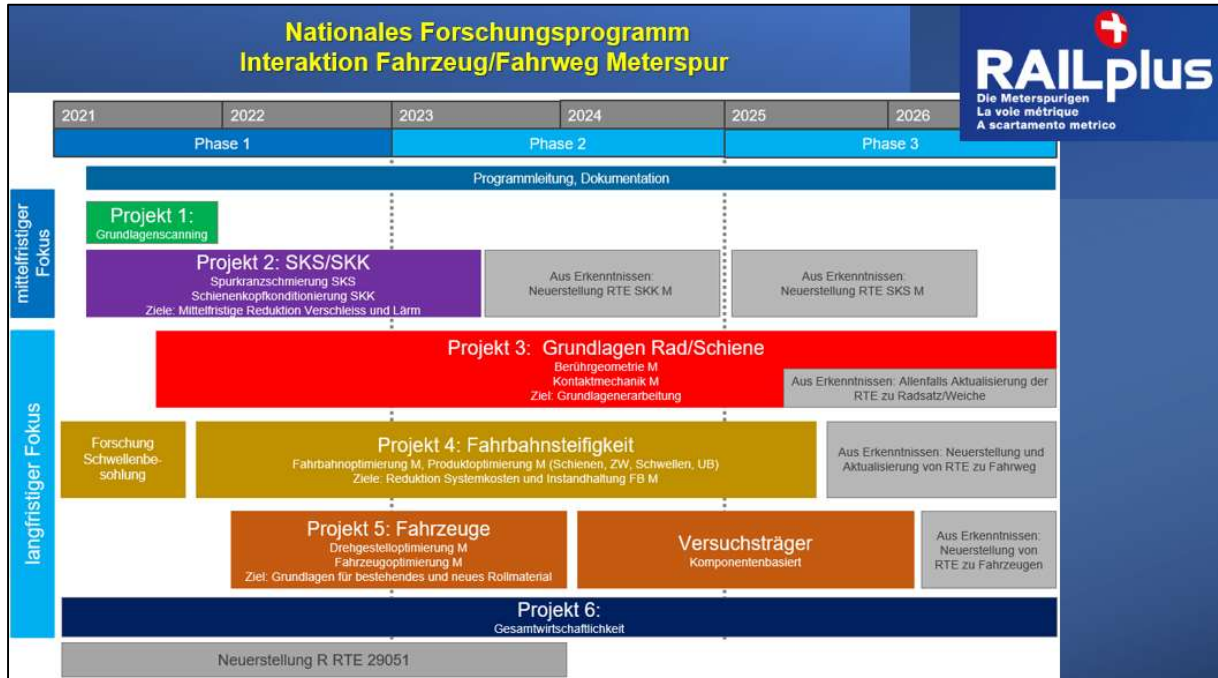 Nationales Forschungsprogramm
Interaktion Fahrzeug/Fahrweg Meterspur
RAILplus
Die Meterspurigen
La voie métrique
A scartamento metrico
2021 2022 2023 2024 2025 2026
Phase 1 Phase 2 Phase 3
Programmleitung, Dokumentation
mittelfristiger
Fokus
Projekt 1:
Grundlagenscanning
Projekt 2: SKS/SKK
Spurkranzschmierung SKS
Schienenkopfkonditionierung SKK
Ziele: Mittelfristige Reduktion Verschleiss und Lärm
Aus Erkenntnissen:
Neuerstellung RTE SKK M
Aus Erkenntnissen:
Neuerstellung RTE SKS M
langfristiger Fokus
Projekt 3: Grundlagen Rad/Schiene
Berührgeometrie M
Kontaktmechanik M
Ziel: Grundlagenerarbeitung
Aus Erkenntnissen: Allenfalls Aktualisierung der
RTE zu Radsatz/Weiche
Forschung
Schwellenbe-
sohlung
Projekt 4: Fahrbahnsteifigkeit
Fahrbahnoptimierung M, Produktoptimierung M (Schienen, ZW, Schwellen, UB)
Ziele: Reduktion Systemkosten und Instandhaltung FB M
Aus Erkenntnissen: Neuerstellung und
Aktualisierung von RTE zu Fahrweg
Projekt 5: Fahrzeuge
Drehgestelloptimierung M
Fahrzeugoptimierung M
Ziel: Grundlagen für bestehendes und neues Rollmaterial
Versuchsträger
Komponentenbasiert
Aus Erkenntnissen:
Neuerstellung von
RTE zu Fahrzeugen
Projekt 6:
Gesamtwirtschaftlichkeit
Neuerstellung R RTE 29051